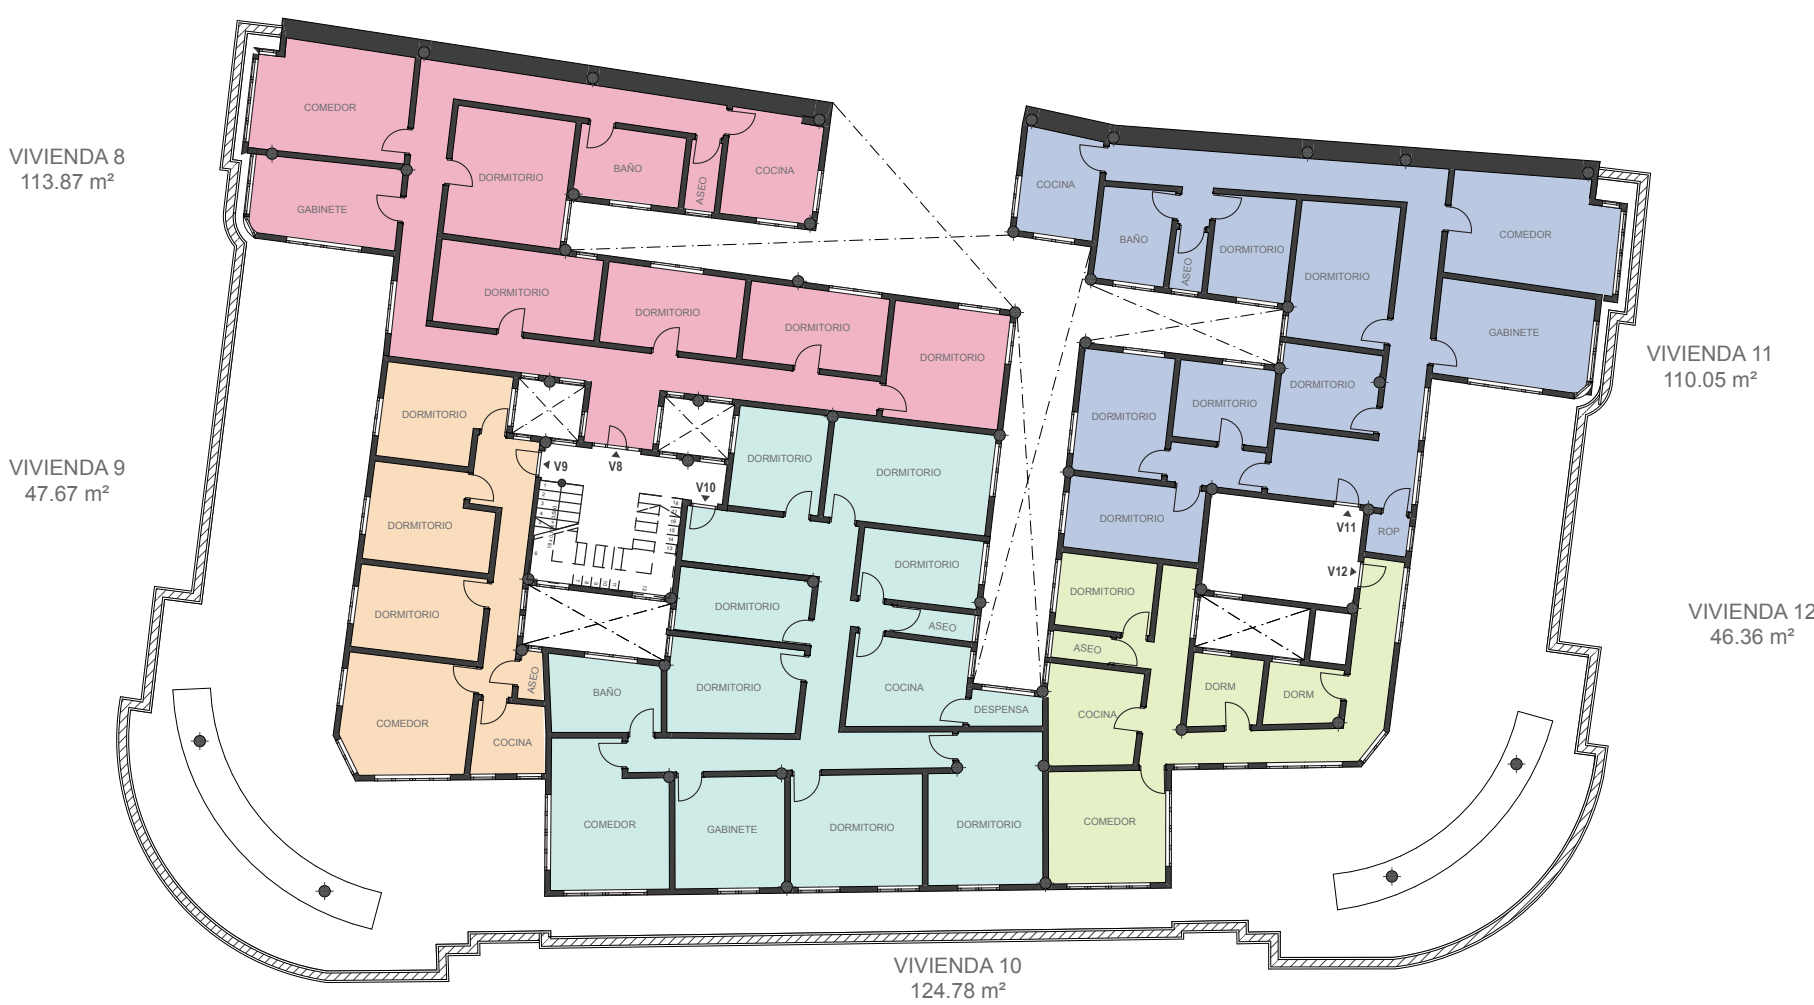 VIVIENDA 8
113.87 m²
COMEDOR
GABINETE
DORMITORIO
BAÑO
ASEO
COCINA
DORMITORIO
DORMITORIO
DORMITORIO
DORMITORIO
VIVIENDA 9
47.67 m²
DORMITORIO
DORMITORIO
DORMITORIO
COMEDOR
COCINA
ASEO
V9
V8
V10
DORMITORIO
DORMITORIO
DORMITORIO
ASEO
DORMITORIO
DORMITORIO
BAÑO
COCINA
DESPENSA
COMEDOR
GABINETE
DORMITORIO
DORMITORIO
VIVIENDA 10
124.78 m²
COCINA
BAÑO
ASEO
DORMITORIO
DORMITORIO
COMEDOR
GABINETE
DORMITORIO
DORMITORIO
DORMITORIO
DORMITORIO
ROP
V11
VIVIENDA 11
110.05 m²
V12
DORMITORIO
ASEO
COCINA
DORM
DORM
COMEDOR
VIVIENDA 12
46.36 m²